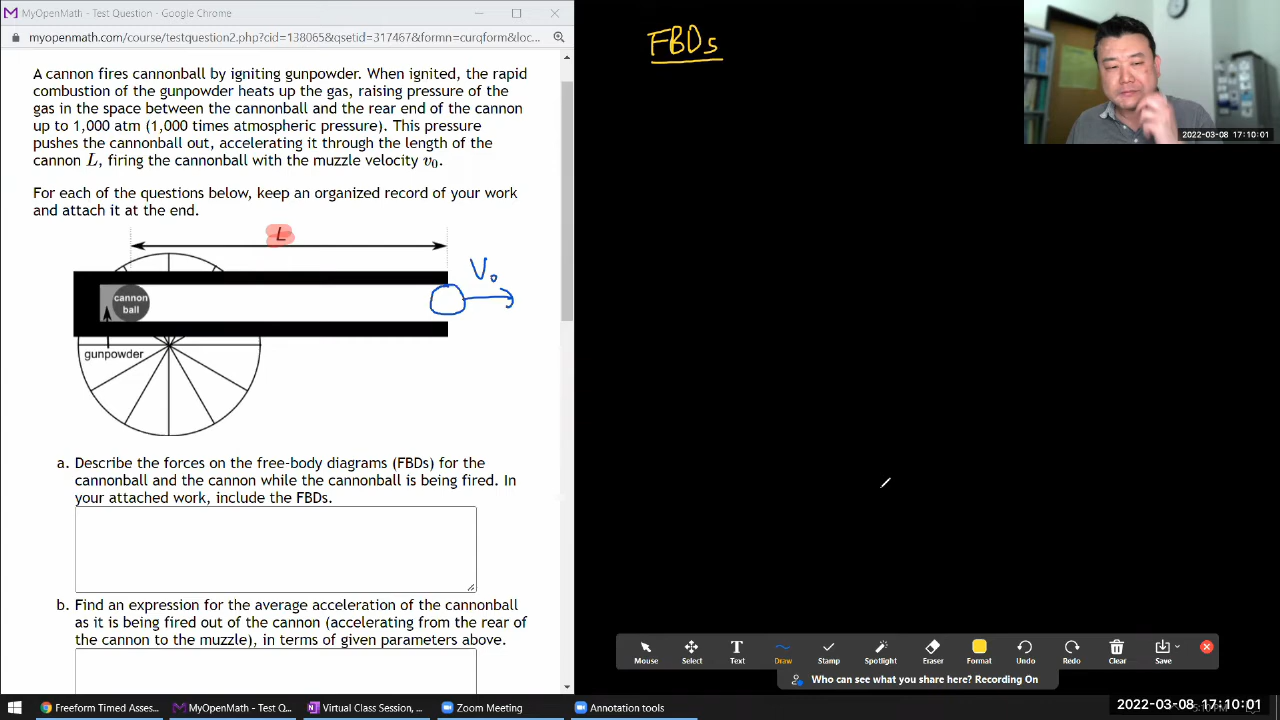 MyOpenMath - Test Question - Google Chrome
myopenmath.com/course/testquestion2.php?cid=138065&qsetid=317467&formn=curqform&loc...
A cannon fires cannonball by igniting gunpowder. When ignited, the rapid
combustion of the gunpowder heats up the gas, raising pressure of the
gas in the space between the cannonball and the rear end of the cannon
up to 1,000 atm (1,000 times atmospheric pressure). This pressure
pushes the cannonball out, accelerating it through the length of the
cannon L, firing the cannonball with the muzzle velocity v₀.
For each of the questions below, keep an organized record of your work
and attach it at the end.
L
V₀
cannon
ball
gunpowder
a. Describe the forces on the free-body diagrams (FBDs) for the
cannonball and the cannon while the cannonball is being fired. In
your attached work, include the FBDs.
b. Find an expression for the average acceleration of the cannonball
as it is being fired out of the cannon (accelerating from the rear of
the cannon to the muzzle), in terms of given parameters above.
FBDs
2022-03-08 17:10:01
Mouse Select Text Draw Stamp Spotlight Eraser Format Undo Redo Clear Save
Who can see what you share here? Recording On
Freeform Timed Asses... MyOpenMath - Test Q... Virtual Class Session, ... Zoom Meeting Annotation tools
2022-03-08 17:10:01